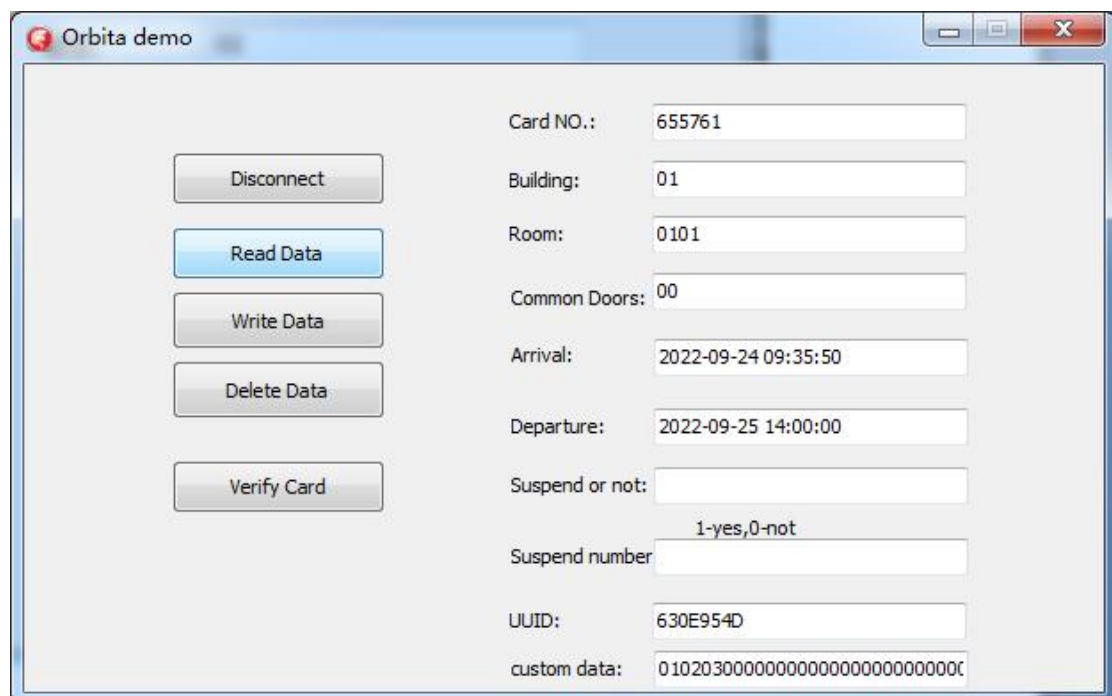 Orbita demo
Disconnect
Read Data
Write Data
Delete Data
Verify Card
Card NO.: 655761
Building: 01
Room: 0101
Common Doors: 00
Arrival: 2022-09-24 09:35:50
Departure: 2022-09-25 14:00:00
Suspend or not:
1-yes,0-not
Suspend number
UUID: 630E954D
custom data: